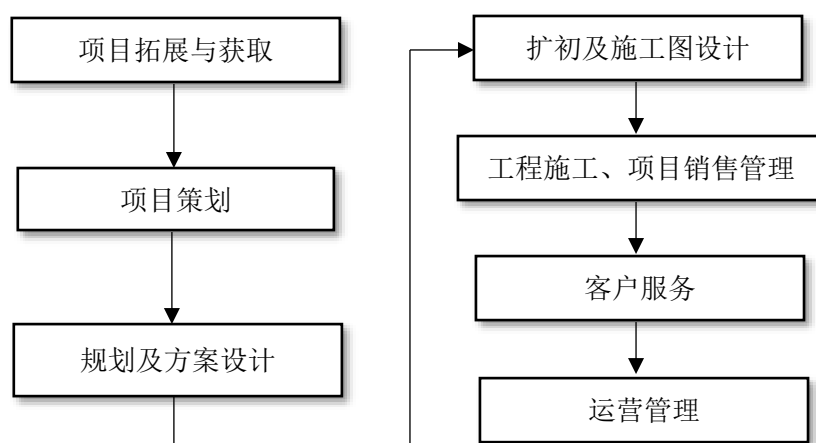 项目拓展与获取
项目策划
规划及方案设计
扩初及施工图设计
工程施工、项目销售管理
客户服务
运营管理